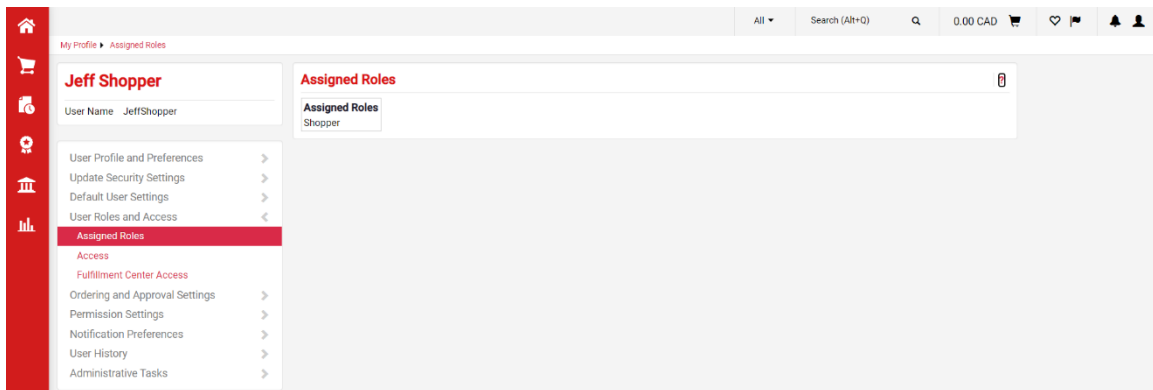 All Search (Alt+Q) 0.00 CAD
My Profile Assigned Roles
Jeff Shopper
User Name JeffShopper
User Profile and Preferences
Update Security Settings
Default User Settings
User Roles and Access
Assigned Roles
Access
Fulfillment Center Access
Ordering and Approval Settings
Permission Settings
Notification Preferences
User History
Administrative Tasks
Assigned Roles ?
Assigned Roles
Shopper